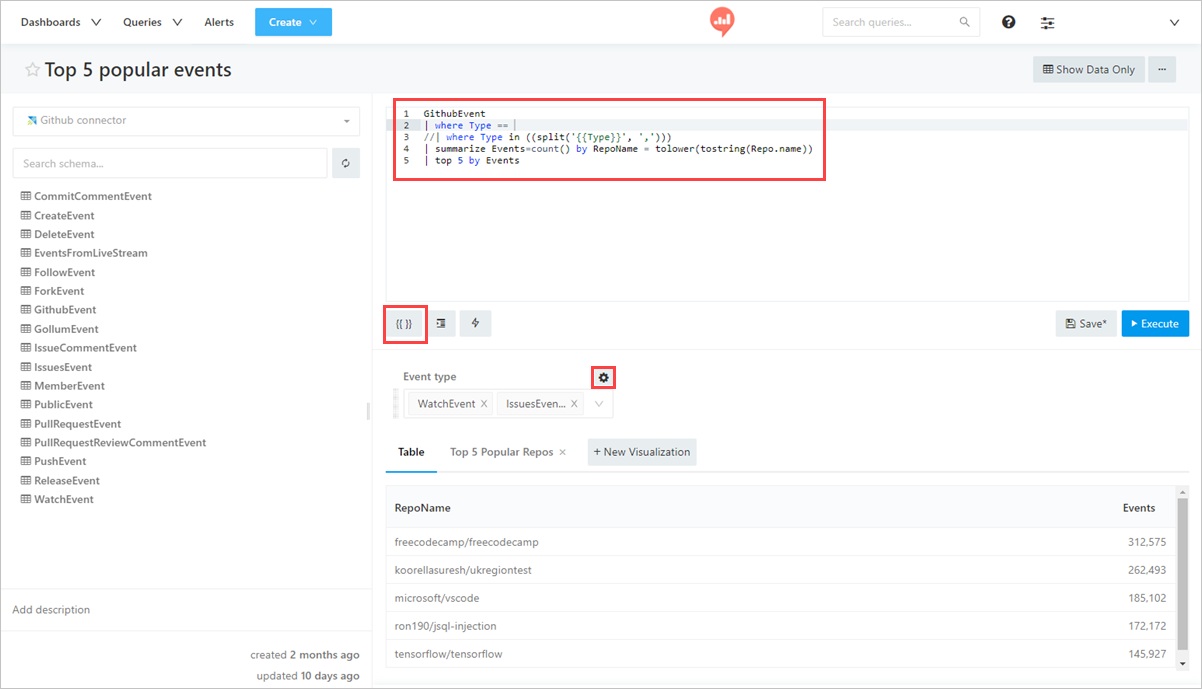 Dashboards Queries Alerts Create Search queries...
Top 5 popular events
Show Data Only ...
Github connector
Search schema...
CommitCommentEvent
CreateEvent
DeleteEvent
EventsFromLiveStream
FollowEvent
ForkEvent
GithubEvent
GollumEvent
IssueCommentEvent
IssuesEvent
MemberEvent
PublicEvent
PullRequestEvent
PullRequestReviewCommentEvent
PushEvent
ReleaseEvent
WatchEvent
Add description
created 2 months ago
updated 10 days ago
1 GithubEvent
2 | where Type ==
3 //| where Type in ((split('{{Type}}', ',')))
4 | summarize Events=count() by RepoName = tolower(tostring(Repo.name))
5 | top 5 by Events
{{ }} Save* Execute
Event type
WatchEvent X IssuesEven... X
Table Top 5 Popular Repos × + New Visualization
RepoName Events
freecodecamp/freecodecamp 312,575
koorellasuresh/ukregiontest 262,493
microsoft/vscode 185,102
ron190/jsql-injection 172,172
tensorflow/tensorflow 145,927